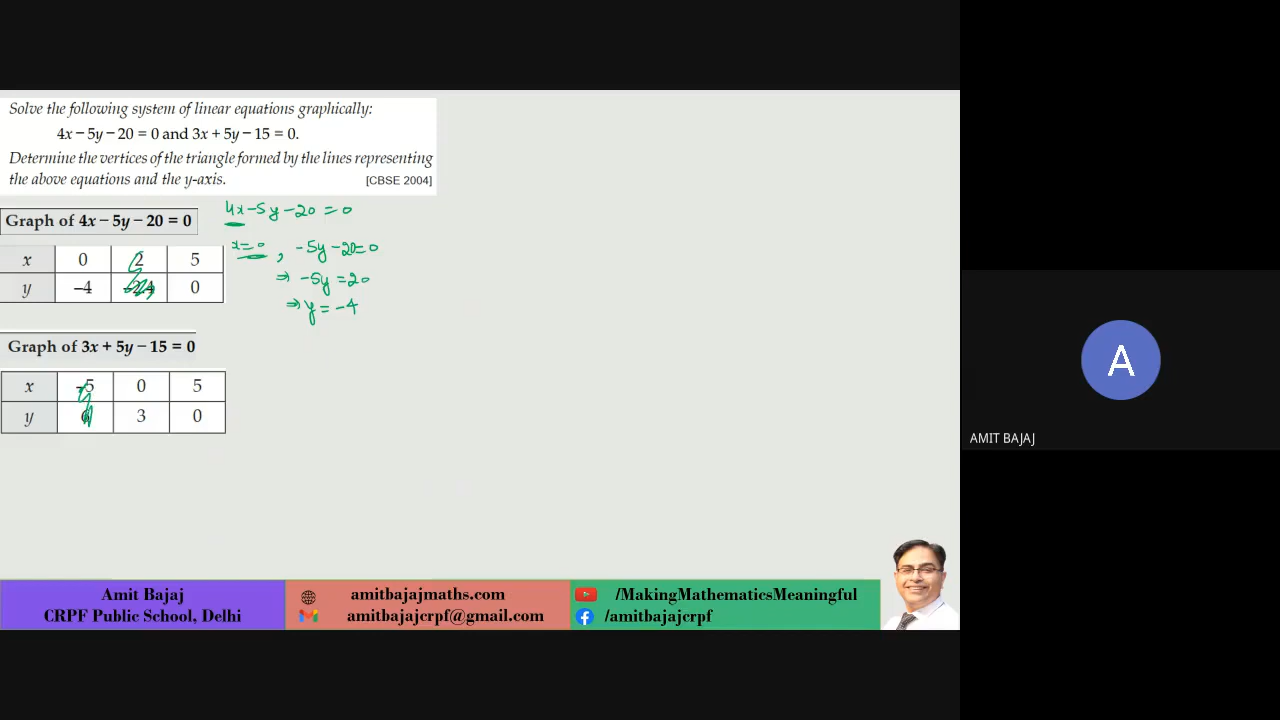 Solve the following system of linear equations graphically:
4x − 5y − 20 = 0 and 3x + 5y − 15 = 0.
Determine the vertices of the triangle formed by the lines representing
the above equations and the y-axis. [CBSE 2004]
Graph of 4x − 5y − 20 = 0
x 0 2 5
y −4 −2.4 0
4x-5y-20 = 0
x=0, -5y-20=0
⇒ -5y=20
⇒ y = -4
Graph of 3x + 5y − 15 = 0
x −5 0 5
y 3 0
A
AMIT BAJAJ
Amit Bajaj
CRPF Public School, Delhi
amitbajajmaths.com
amitbajajcrpf@gmail.com
/MakingMathematicsMeaningful
/amitbajajcrpf